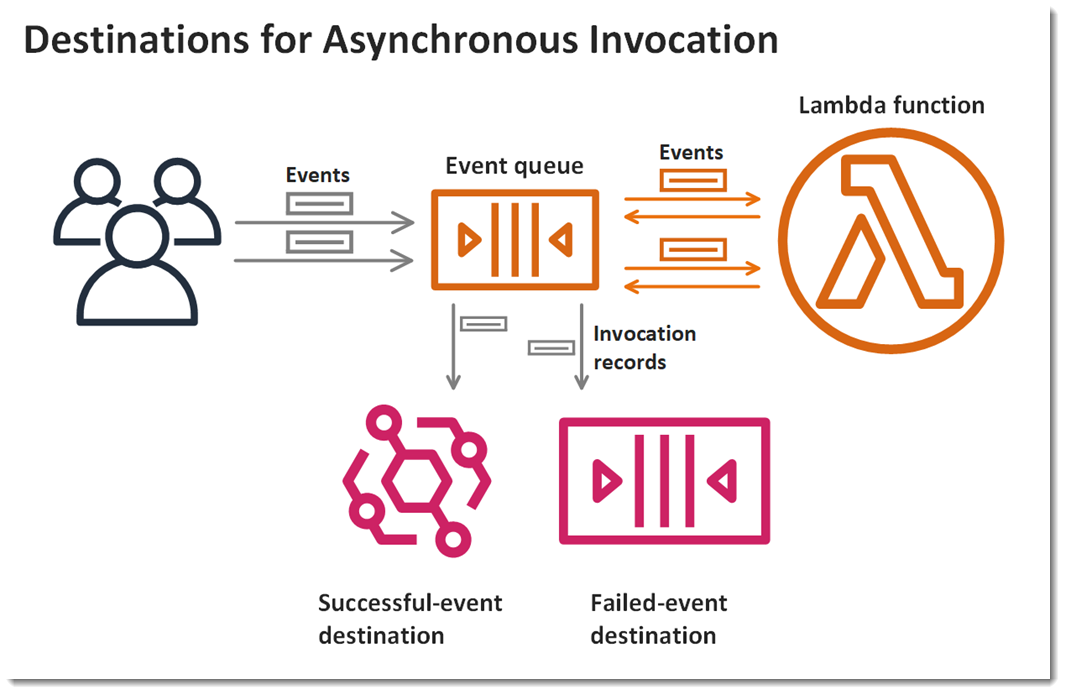 Destinations for Asynchronous Invocation
Lambda function
Events
Event queue
Events
Invocation
records
Successful-event
destination
Failed-event
destination